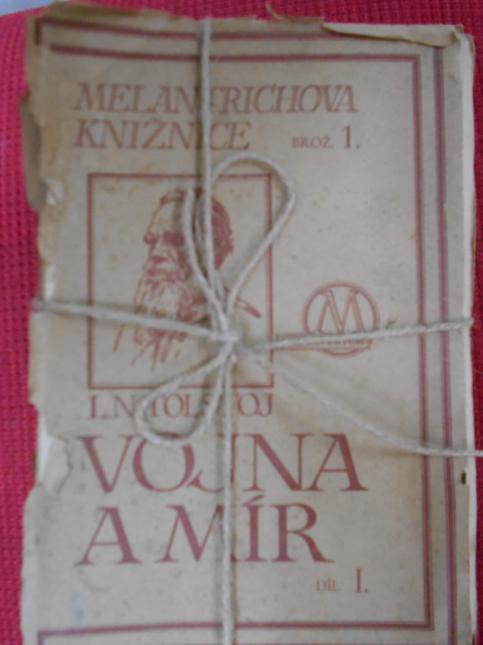 MELANTRICHOVA
KNIŽNICE BROŽ. 1.
L.N. TOLSTOJ
VOJNA
A MÍR
DÍL I.